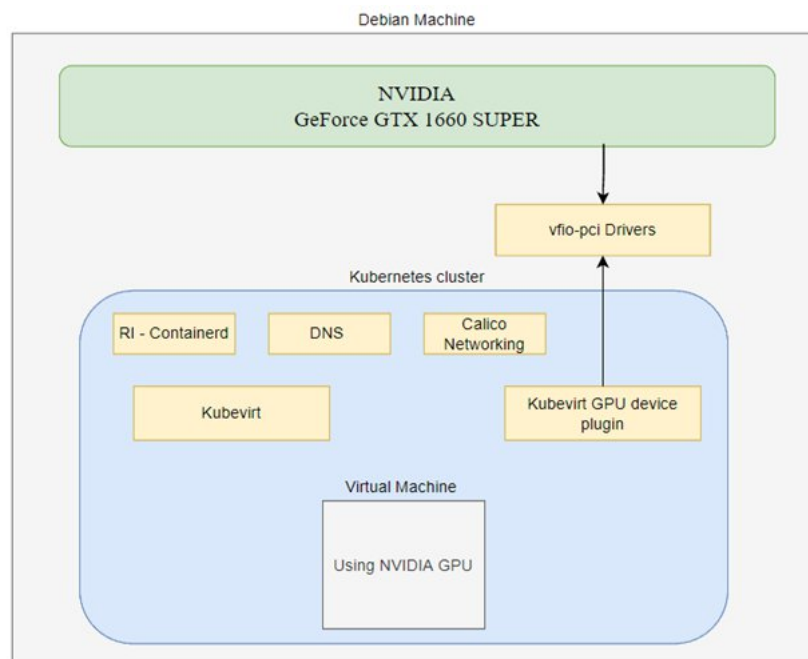 Debian Machine
NVIDIA
GeForce GTX 1660 SUPER
vfio-pci Drivers
Kubernetes cluster
RI - Containerd
DNS
Calico
Networking
Kubevirt
Kubevirt GPU device
plugin
Virtual Machine
Using NVIDIA GPU